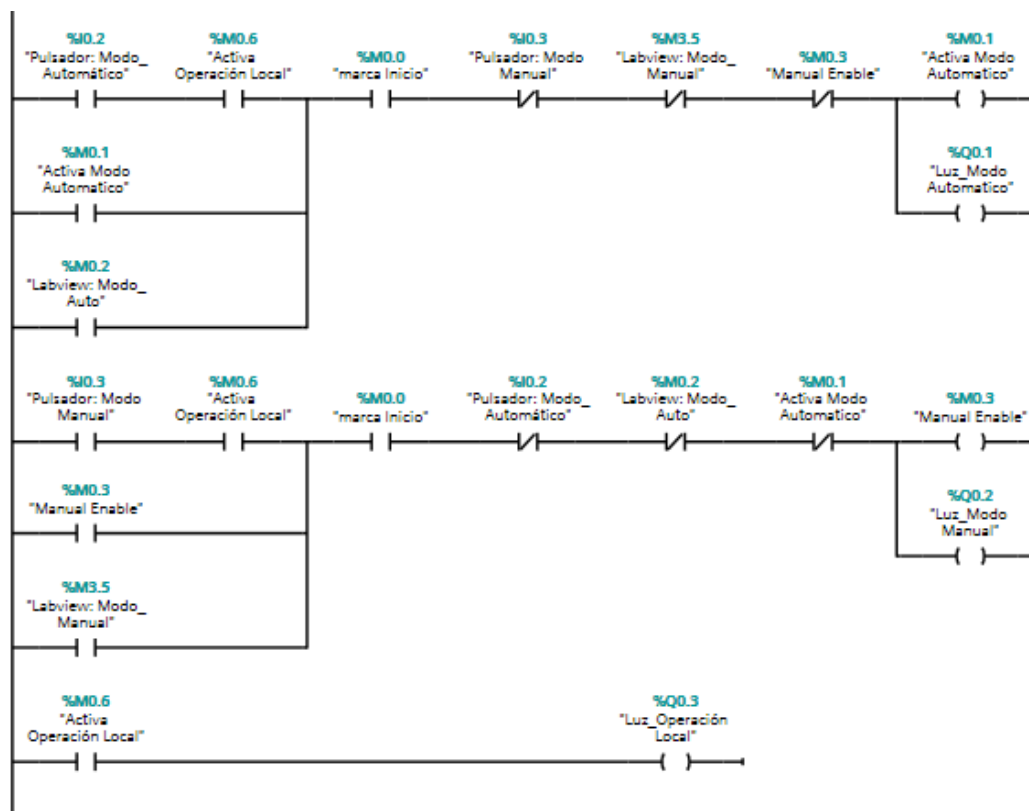 %I0.2
"Pulsador: Modo_
Automático"
%M0.6
"Activa
Operación Local"
%M0.0
"marca Inicio"
%I0.3
"Pulsador: Modo
Manual"
%M3.5
"Labview: Modo_
Manual"
%M0.3
"Manual Enable"
%M0.1
"Activa Modo
Automatico"
%M0.1
"Activa Modo
Automatico"
%Q0.1
"Luz_Modo
Automatico"
%M0.2
"Labview: Modo_
Auto"
%I0.3
"Pulsador: Modo
Manual"
%M0.6
"Activa
Operación Local"
%M0.0
"marca Inicio"
%I0.2
"Pulsador: Modo_
Automático"
%M0.2
"Labview: Modo_
Auto"
%M0.1
"Activa Modo
Automatico"
%M0.3
"Manual Enable"
%M0.3
"Manual Enable"
%Q0.2
"Luz_Modo
Manual"
%M3.5
"Labview: Modo_
Manual"
%M0.6
"Activa
Operación Local"
%Q0.3
"Luz_Operación
Local"